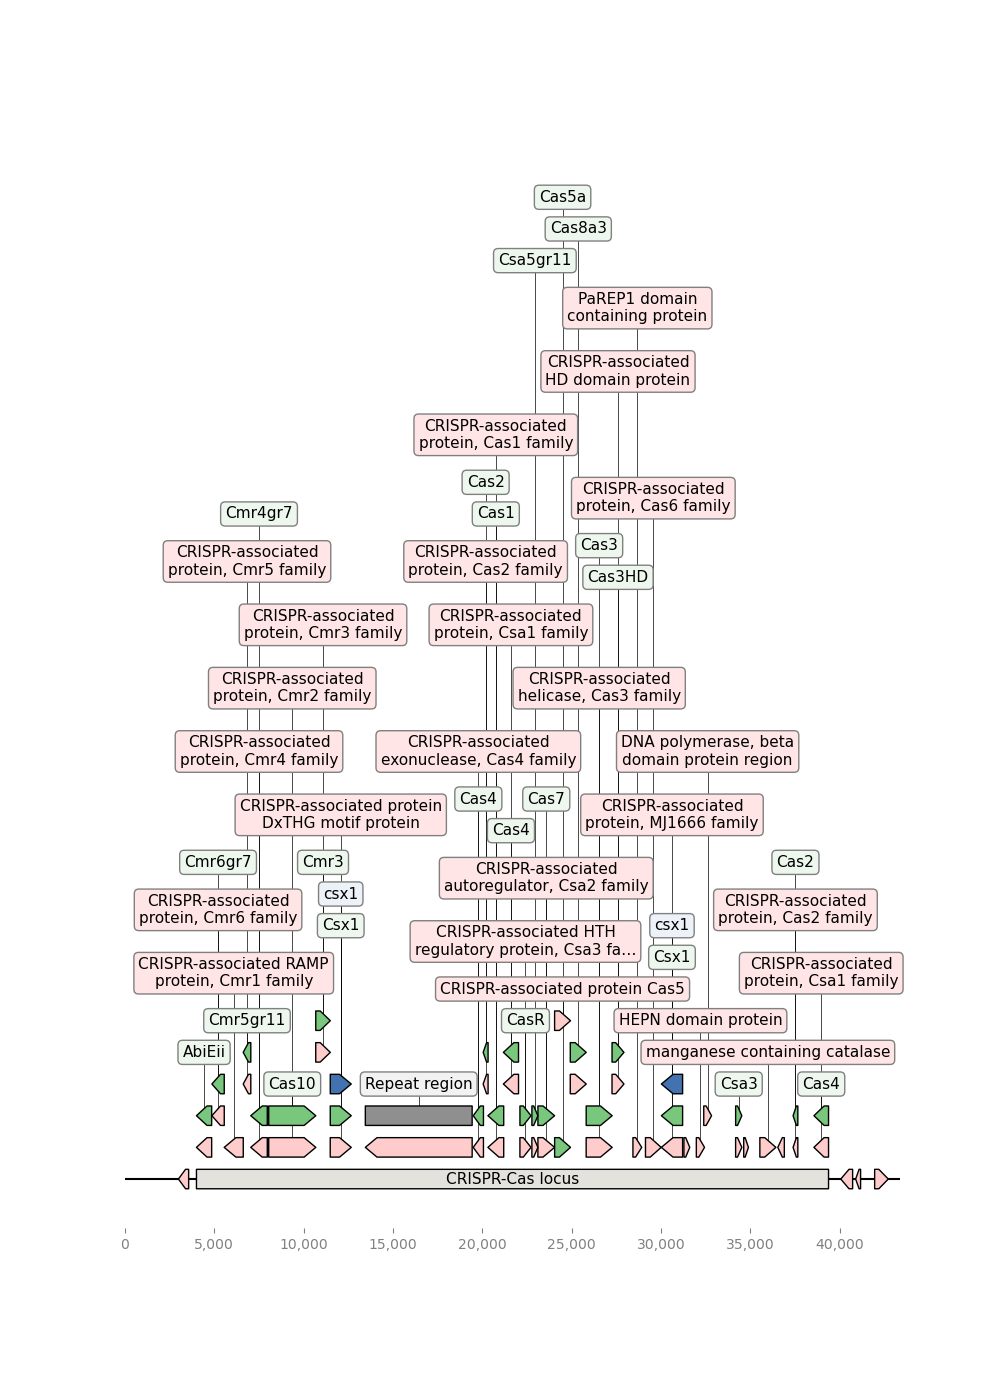 Cas5a
Cas8a3
Csa5gr11
PaREP1 domain
containing protein
CRISPR-associated
HD domain protein
CRISPR-associated
protein, Cas1 family
Cas2
CRISPR-associated
protein, Cas6 family
Cmr4gr7
Cas1
Cas3
CRISPR-associated
protein, Cmr5 family
CRISPR-associated
protein, Cas2 family
Cas3HD
CRISPR-associated
protein, Cmr3 family
CRISPR-associated
protein, Csa1 family
CRISPR-associated
protein, Cmr2 family
CRISPR-associated
helicase, Cas3 family
CRISPR-associated
protein, Cmr4 family
CRISPR-associated
exonuclease, Cas4 family
DNA polymerase, beta
domain protein region
CRISPR-associated protein
DxTHG motif protein
Cas4
Cas7
Cas4
CRISPR-associated
protein, MJ1666 family
Cmr6gr7
Cmr3
Cas2
CRISPR-associated
autoregulator, Csa2 family
csx1
CRISPR-associated
protein, Cmr6 family
CRISPR-associated
protein, Cas2 family
Csx1
csx1
CRISPR-associated HTH
regulatory protein, Csa3 fa...
Csx1
CRISPR-associated RAMP
protein, Cmr1 family
CRISPR-associated
protein, Csa1 family
CRISPR-associated protein Cas5
Cmr5gr11
CasR
HEPN domain protein
AbiEii
manganese containing catalase
Cas10
Repeat region
Csa3
Cas4
CRISPR-Cas locus
0
5,000
10,000
15,000
20,000
25,000
30,000
35,000
40,000